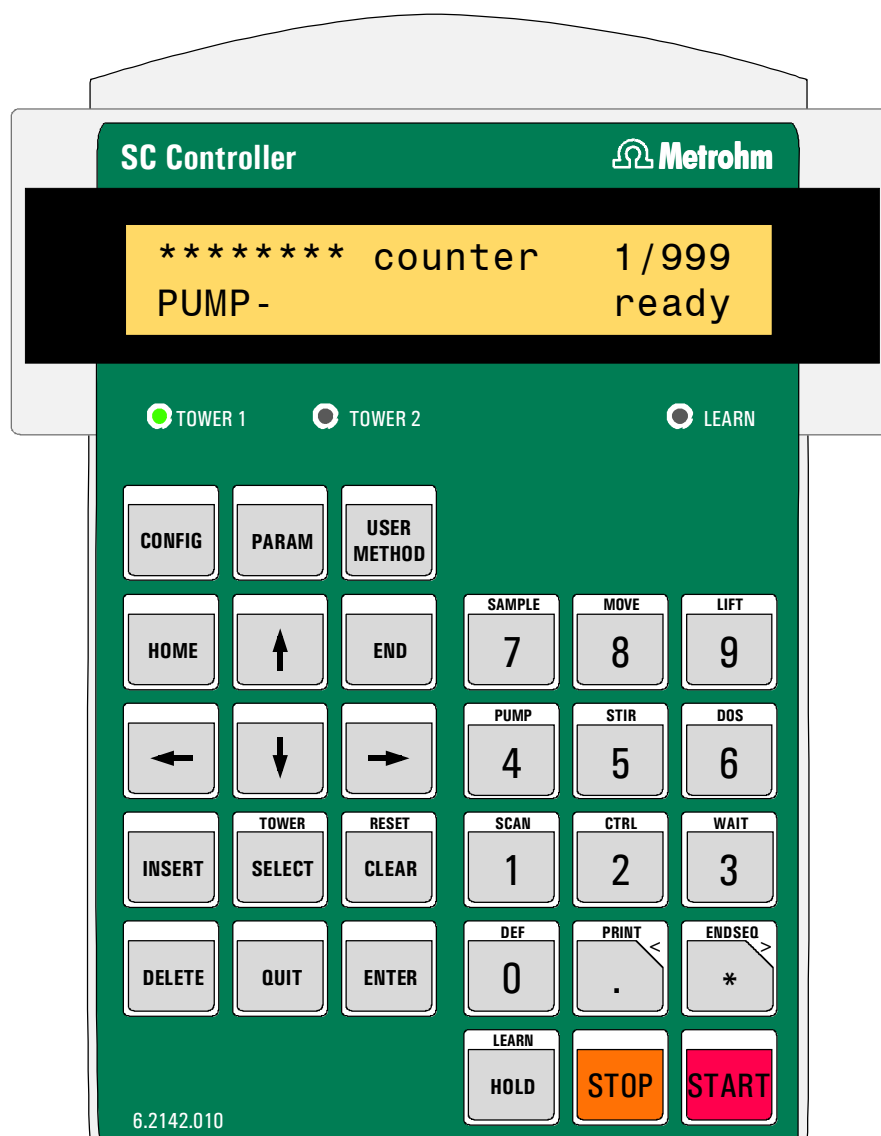 SC Controller Metrohm
******** counter 1/999
PUMP- ready
TOWER 1 TOWER 2 LEARN
CONFIG PARAM USER METHOD
SAMPLE MOVE LIFT
HOME ↑ END 7 8 9
PUMP STIR DOS
← ↓ → 4 5 6
TOWER RESET SCAN CTRL WAIT
INSERT SELECT CLEAR 1 2 3
DEF PRINT < ENDSEQ >
DELETE QUIT ENTER 0 . *
LEARN
HOLD STOP START
6.2142.010